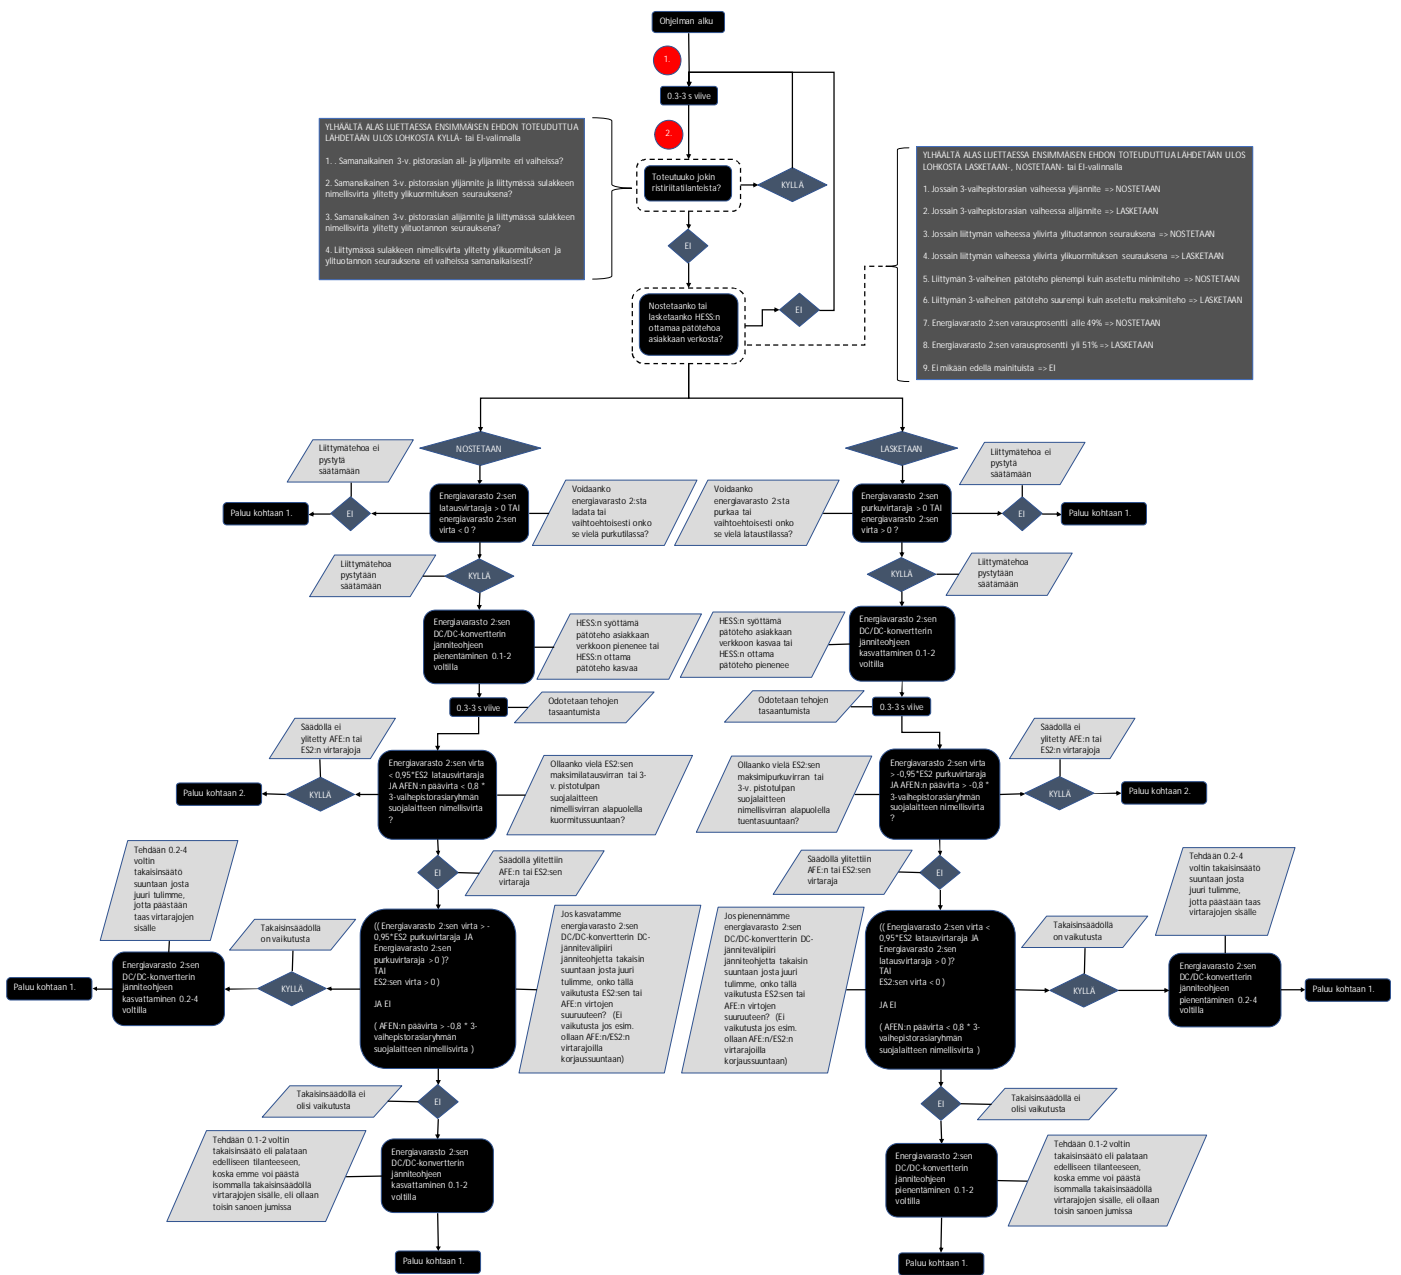 Ohjelman alku
1.
0.3-3 s viive
2.
YLHÄÄLTÄ ALAS LUETTAESSA ENSIMMÄISEN EHDON TOTEUDUTTUA
LÄHDETÄÄN ULOS LOHKOSTA KYLLÄ- tai EI-valinnalla
1. . Samanaikainen 3-v. pistorasian ali- ja ylijännite eri vaiheissa?
2. Samanaikainen 3-v. pistorasian ylijännite ja liittymässä sulakkeen
nimellisvirta ylitetty ylikuormituksen seurauksena?
3. Samanaikainen 3-v. pistorasian alijännite ja liittymässä sulakkeen
nimellisvirta ylitetty ylituotannon seurauksena?
4. Liittymässä sulakkeen nimellisvirta ylitetty ylikuormituksen ja
ylituotannon seurauksena eri vaiheissa samanaikaisesti?
Toteutuuko jokin
ristiriitatilanteista?
KYLLÄ
EI
Nostetaanko tai
lasketaanko HESS:n
ottamaa pätötehoa
asiakkaan verkosta?
EI
YLHÄÄLTÄ ALAS LUETTAESSA ENSIMMÄISEN EHDON TOTEUDUTTUA LÄHDETÄÄN ULOS
LOHKOSTA LASKETAAN-, NOSTETAAN- tai EI-valinnalla
1. Jossain 3-vaihepistorasian vaiheessa ylijännite => NOSTETAAN
2. Jossain 3-vaihepistorasian vaiheessa alijännite => LASKETAAN
3. Jossain liittymän vaiheessa ylivirta ylituotannon seurauksena => NOSTETAAN
4. Jossain liittymän vaiheessa ylivirta ylikuormituksen seurauksena => LASKETAAN
5. Liittymän 3-vaiheinen pätöteho pienempi kuin asetettu minimiteho => NOSTETAAN
6. Liittymän 3-vaiheinen pätöteho suurempi kuin asetettu maksimiteho => LASKETAAN
7. Energiavarasto 2:sen varausprosentti alle 49% => NOSTETAAN
8. Energiavarasto 2:sen varausprosentti yli 51% => LASKETAAN
9. Ei mikään edellä mainituista => EI
NOSTETAAN
Liittymätehoa ei
pystytä
säätämään
Paluu kohtaan 1.
EI
Energiavarasto 2:sen
latausvirtaraja > 0 TAI
energiavarasto 2:sen
virta < 0 ?
Voidaanko
energiavarasto 2:sta
ladata tai
vaihtoehtoisesti onko
se vielä purkutilassa?
Liittymätehoa
pystytään
säätämään
KYLLÄ
Energiavarasto 2:sen
DC/DC-konvertterin
jänniteohjeen
pienentäminen 0.1-2
voltilla
HESS:n syöttämä
pätöteho asiakkaan
verkkoon pienenee tai
HESS:n ottama
pätöteho kasvaa
0.3-3 s viive
Odotetaan tehojen
tasaantumista
Säädöllä ei
ylitetty AFE:n tai
ES2:n virtarajoja
Paluu kohtaan 2.
KYLLÄ
Energiavarasto 2:sen virta
< 0,95*ES2 latausvirtaraja
JA AFEN:n päävirta < 0,8 *
3-vaihepistorasiaryhmän
suojalaitteen nimellisvirta
?
Ollaanko vielä ES2:sen
maksimilatausvirran tai 3-
v. pistotulpan
suojalaitteen
nimellisvirran alapuolella
kuormitussuuntaan?
EI
Säädöllä ylitettiin
AFE:n tai ES2:sen
virtaraja
Tehdään 0.2-4
voltin
takaisinsäätö
suuntaan josta
juuri tulimme,
jotta päästään
taas virtarajojen
sisälle
Takaisinsäädöllä
on vaikutusta
Paluu kohtaan 1.
Energiavarasto 2:sen
DC/DC-konvertterin
jänniteohjeen
kasvattaminen 0.2-4
voltilla
KYLLÄ
(( Energiavarasto 2:sen virta > -
0,95*ES2 purkuvirtaraja JA
Energiavarasto 2:sen
purkuvirtaraja > 0 )?
TAI
ES2:sen virta > 0 )
JA EI
( AFEN:n päävirta > -0,8 * 3-
vaihepistorasiaryhmän
suojalaitteen nimellisvirta )
Jos kasvatamme
energiavarasto 2:sen
DC/DC-konvertterin DC-
jännitevälipiiri
jänniteohjetta takaisin
suuntaan josta juuri
tulimme, onko tällä
vaikutusta ES2:sen tai
AFE:n virtojen
suuruuteen? (Ei
vaikutusta jos esim.
ollaan AFE:n/ES2:n
virtarajoilla
korjaussuuntaan)
Takaisinsäädöllä ei
olisi vaikutusta
EI
Tehdään 0.1-2 voltin
takaisinsäätö eli palataan
edelliseen tilanteeseen,
koska emme voi päästä
isommalla takaisinsäädöllä
virtarajojen sisälle, eli ollaan
toisin sanoen jumissa
Energiavarasto 2:sen
DC/DC-konvertterin
jänniteohjeen
kasvattaminen 0.1-2
voltilla
Paluu kohtaan 1.
LASKETAAN
Voidaanko
energiavarasto 2:sta
purkaa tai
vaihtoehtoisesti onko
se vielä lataustilassa?
Energiavarasto 2:sen
purkuvirtaraja > 0 TAI
energiavarasto 2:sen
virta > 0 ?
Liittymätehoa ei
pystytä
säätämään
EI
Paluu kohtaan 1.
KYLLÄ
Liittymätehoa
pystytään
säätämään
HESS:n syöttämä
pätöteho asiakkaan
verkkoon kasvaa tai
HESS:n ottama
pätöteho pienenee
Energiavarasto 2:sen
DC/DC-konvertterin
jänniteohjeen
kasvattaminen 0.1-2
voltilla
Odotetaan tehojen
tasaantumista
0.3-3 s viive
Säädöllä ei
ylitetty AFE:n tai
ES2:n virtarajoja
Ollaanko vielä ES2:sen
maksimipurkuvirran tai
3-v. pistotulpan
suojalaitteen
nimellisvirran alapuolella
tuentasuuntaan?
Energiavarasto 2:sen virta
> -0,95*ES2 purkuvirtaraja
JA AFEN:n päävirta > -0,8 *
3-vaihepistorasiaryhmän
suojalaitteen nimellisvirta
?
KYLLÄ
Paluu kohtaan 2.
Säädöllä ylitettiin
AFE:n tai ES2:sen
virtaraja
EI
Jos pienennämme
energiavarasto 2:sen
DC/DC-konvertterin DC-
jännitevälipiiri
jänniteohjetta takaisin
suuntaan josta juuri
tulimme, onko tällä
vaikutusta ES2:sen tai
AFE:n virtojen
suuruuteen? (Ei
vaikutusta jos esim.
ollaan AFE:n/ES2:n
virtarajoilla
korjaussuuntaan)
(( Energiavarasto 2:sen virta <
0,95*ES2 latausvirtaraja JA
Energiavarasto 2:sen
latausvirtaraja > 0 )?
TAI
ES2:sen virta < 0 )
JA EI
( AFEN:n päävirta < 0,8 * 3-
vaihepistorasiaryhmän
suojalaitteen nimellisvirta )
Takaisinsäädöllä
on vaikutusta
KYLLÄ
Tehdään 0.2-4
voltin takaisinsäätö
suuntaan josta
juuri tulimme,
jotta päästään taas
virtarajojen sisälle
Energiavarasto 2:sen
DC/DC-konvertterin
jänniteohjeen
pienentäminen 0.2-4
voltilla
Paluu kohtaan 1.
EI
Takaisinsäädöllä ei
olisi vaikutusta
Energiavarasto 2:sen
DC/DC-konvertterin
jänniteohjeen
pienentäminen 0.1-2
voltilla
Tehdään 0.1-2 voltin
takaisinsäätö eli palataan
edelliseen tilanteeseen,
koska emme voi päästä
isommalla takaisinsäädöllä
virtarajojen sisälle, eli ollaan
toisin sanoen jumissa
Paluu kohtaan 1.